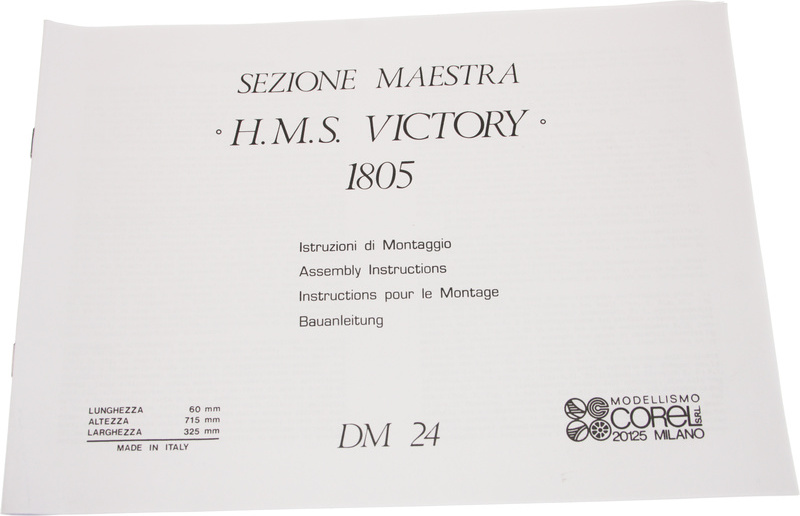 SEZIONE MAESTRA
° H.M.S. VICTORY °
1805
Istruzioni di Montaggio
Assembly Instructions
Instructions pour le Montage
Bauanleitung
LUNGHEZZA 60 mm
ALTEZZA 715 mm
LARGHEZZA 325 mm
MADE IN ITALY
DM 24
MODELLISMO
COREL S.R.L.
20125 MILANO